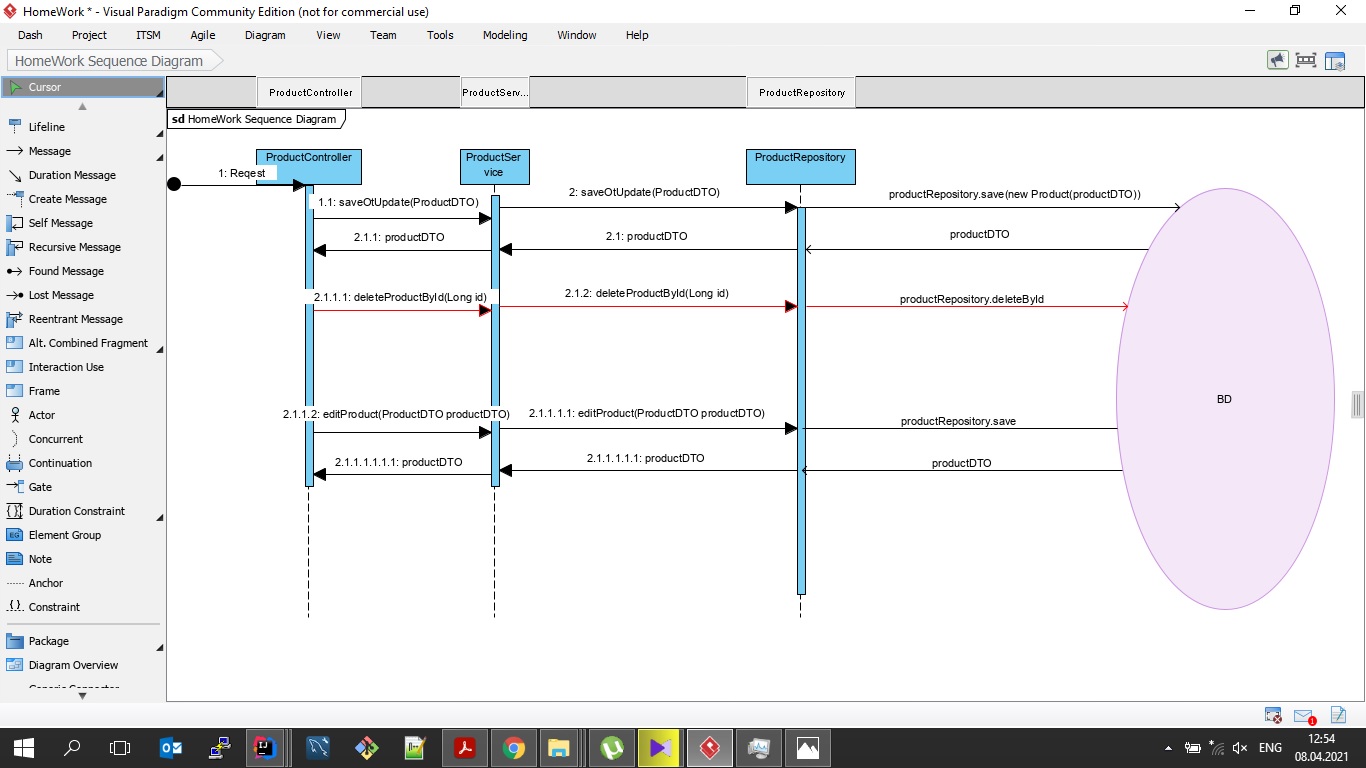 HomeWork * - Visual Paradigm Community Edition (not for commercial use)
Dash Project ITSM Agile Diagram View Team Tools Modeling Window Help
HomeWork Sequence Diagram
Cursor
Lifeline
Message
Duration Message
Create Message
Self Message
Recursive Message
Found Message
Lost Message
Reentrant Message
Alt. Combined Fragment
Interaction Use
Frame
Actor
Concurrent
Continuation
Gate
Duration Constraint
EG Element Group
Note
Anchor
{..} Constraint
Package
Diagram Overview
ProductController ProductServ... ProductRepository
sd HomeWork Sequence Diagram
ProductController
ProductSer
vice
ProductRepository
1: Reqest
1.1: saveOtUpdate(ProductDTO)
2: saveOtUpdate(ProductDTO)
productRepository.save(new Product(productDTO))
2.1.1: productDTO
2.1: productDTO
productDTO
2.1.1.1: deleteProductById(Long id)
2.1.2: deleteProductById(Long id)
productRepository.deleteById
BD
2.1.1.2: editProduct(ProductDTO productDTO)
2.1.1.1.1: editProduct(ProductDTO productDTO)
productRepository.save
2.1.1.1.1.1.1: productDTO
2.1.1.1.1.1: productDTO
productDTO
1
ENG
12:54
08.04.2021